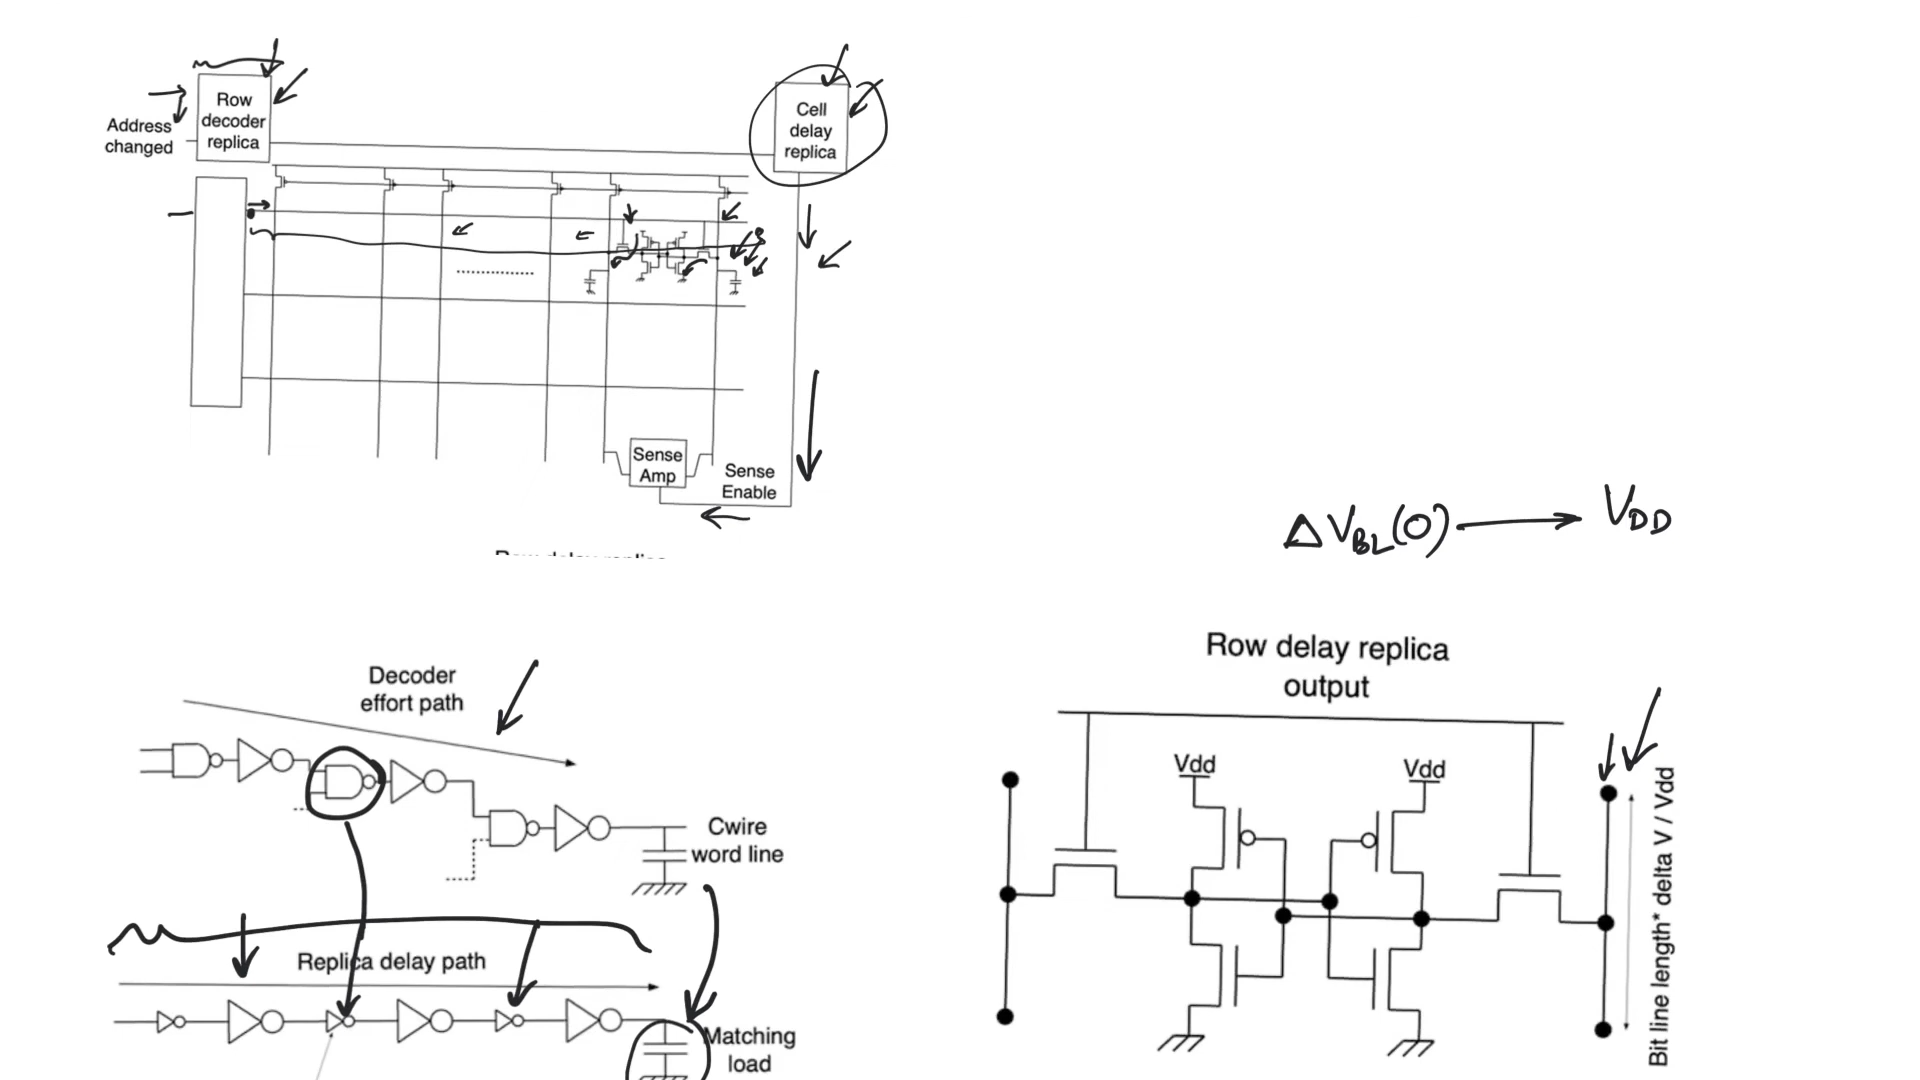 Row
decoder
replica
Address
changed
Cell
delay
replica
Sense
Amp
Sense
Enable
ΔV_BL(0) → V_DD
Decoder
effort path
Cwire
word line
Replica delay path
Matching
load
Row delay replica
output
Vdd
Vdd
Bit line length* delta V / Vdd